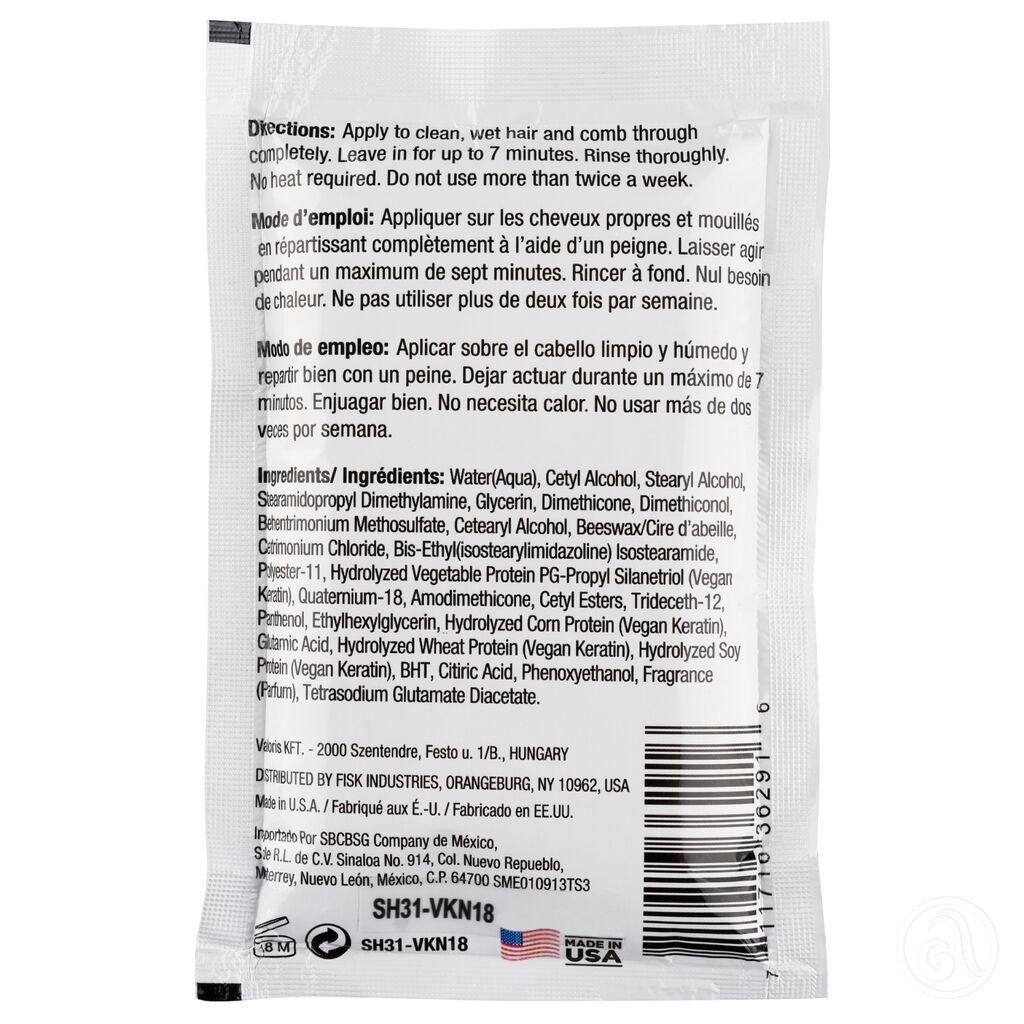 Directions: Apply to clean, wet hair and comb through
completely. Leave in for up to 7 minutes. Rinse thoroughly.
No heat required. Do not use more than twice a week.
Mode d'emploi: Appliquer sur les cheveux propres et mouillés
en répartissant complètement à l'aide d'un peigne. Laisser agir
pendant un maximum de sept minutes. Rincer à fond. Nul besoin
de chaleur. Ne pas utiliser plus de deux fois par semaine.
Modo de empleo: Aplicar sobre el cabello limpio y húmedo y
repartir bien con un peine. Dejar actuar durante un máximo de 7
minutos. Enjuagar bien. No necesita calor. No usar más de dos
veces por semana.
Ingredients/ Ingrédients: Water(Aqua), Cetyl Alcohol, Stearyl Alcohol,
Stearamidopropyl Dimethylamine, Glycerin, Dimethicone, Dimethiconol,
Behentrimonium Methosulfate, Cetearyl Alcohol, Beeswax/Cire d'abeille,
Cetrimonium Chloride, Bis-Ethyl(isostearylimidazoline) Isostearamide,
Polyester-11, Hydrolyzed Vegetable Protein PG-Propyl Silanetriol (Vegan
Keratin), Quaternium-18, Amodimethicone, Cetyl Esters, Trideceth-12,
Panthenol, Ethylhexylglycerin, Hydrolyzed Corn Protein (Vegan Keratin),
Glutamic Acid, Hydrolyzed Wheat Protein (Vegan Keratin), Hydrolyzed Soy
Protein (Vegan Keratin), BHT, Citric Acid, Phenoxyethanol, Fragrance
(Parfum), Tetrasodium Glutamate Diacetate.
Valoris KFT. - 2000 Szentendre, Festo u. 1/B., HUNGARY
DISTRIBUTED BY FISK INDUSTRIES, ORANGEBURG, NY 10962, USA
Made in U.S.A. / Fabriqué aux É.-U. / Fabricado en EE.UU.
Importado Por SBCBSG Company de México,
S de R.L. de C.V. Sinaloa No. 914, Col. Nuevo Repueblo,
Monterrey, Nuevo León, México, C.P. 64700 SME010913TS3
SH31-VKN18
SH31-VKN18
MADE IN
USA
7 11716 36291 6